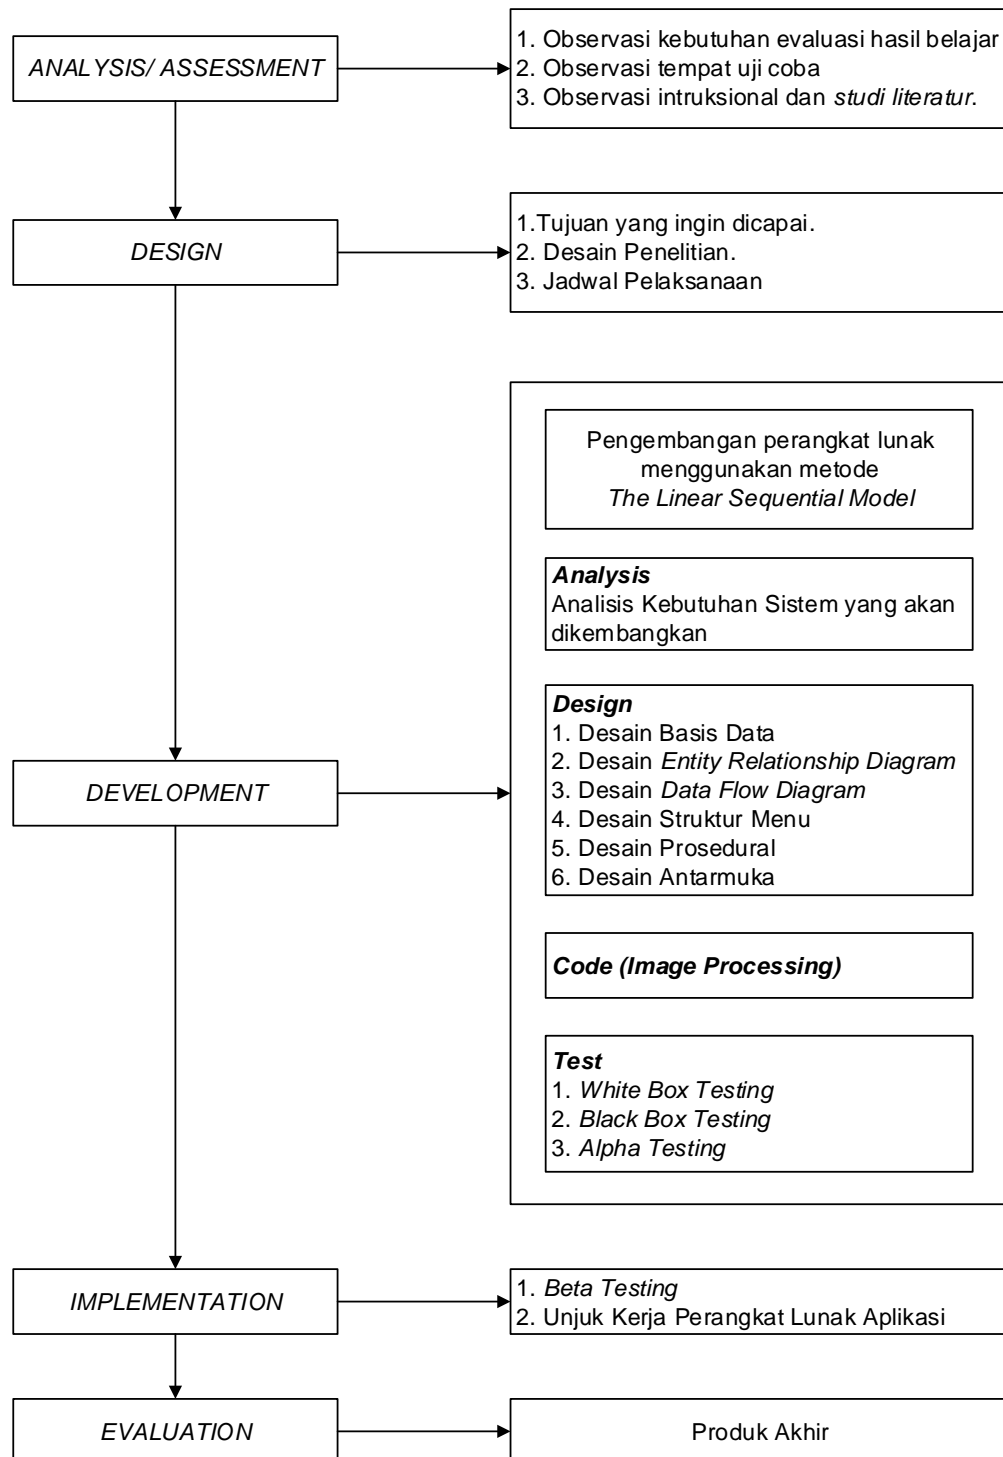 ANALYSIS/ ASSESSMENT
1. Observasi kebutuhan evaluasi hasil belajar
2. Observasi tempat uji coba
3. Observasi intruksional dan studi literatur.
DESIGN
1.Tujuan yang ingin dicapai.
2. Desain Penelitian.
3. Jadwal Pelaksanaan
DEVELOPMENT
Pengembangan perangkat lunak
menggunakan metode
The Linear Sequential Model
Analysis
Analisis Kebutuhan Sistem yang akan
dikembangkan
Design
1. Desain Basis Data
2. Desain Entity Relationship Diagram
3. Desain Data Flow Diagram
4. Desain Struktur Menu
5. Desain Prosedural
6. Desain Antarmuka
Code (Image Processing)
Test
1. White Box Testing
2. Black Box Testing
3. Alpha Testing
IMPLEMENTATION
1. Beta Testing
2. Unjuk Kerja Perangkat Lunak Aplikasi
EVALUATION
Produk Akhir